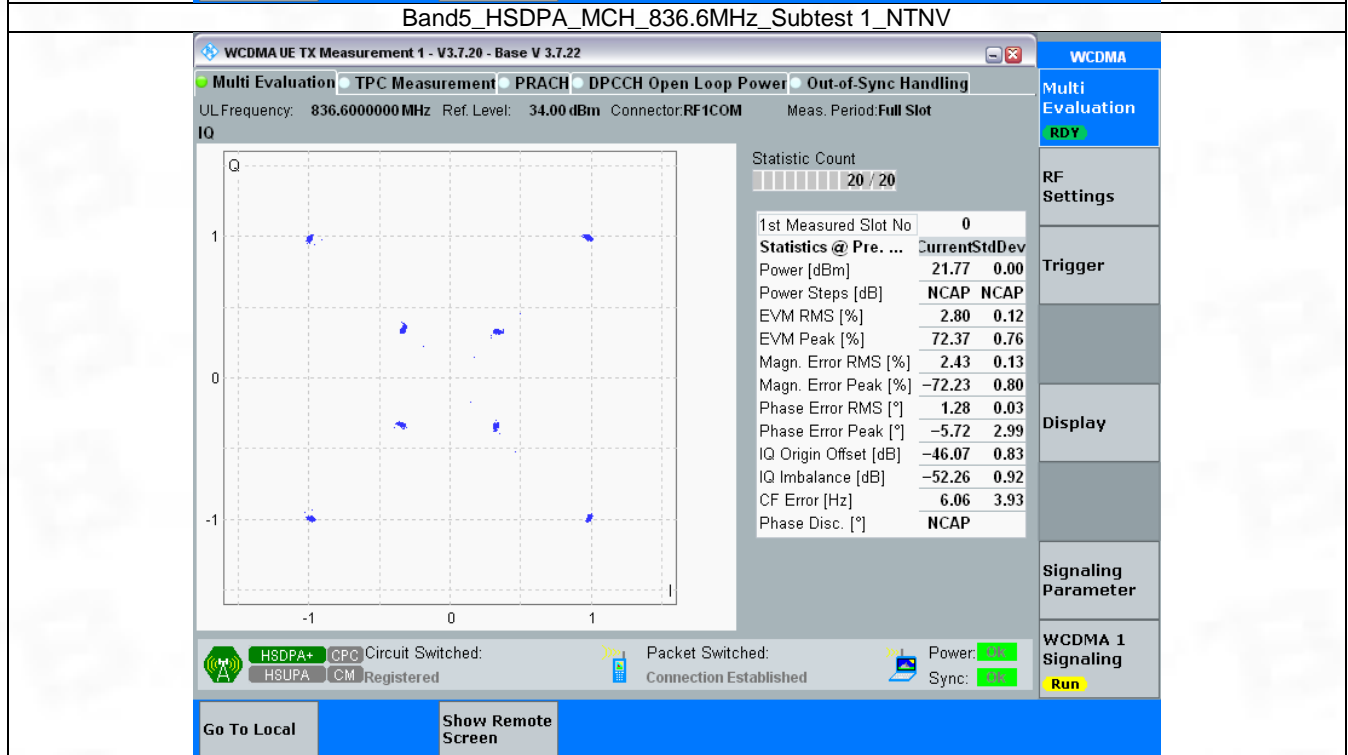 Band5_HSDPA_MCH_836.6MHz_Subtest 1_NTNV
WCDMA UE TX Measurement 1 - V3.7.20 - Base V 3.7.22
WCDMA
Multi Evaluation TPC Measurement PRACH DPCCH Open Loop Power Out-of-Sync Handling
Multi
Evaluation
RDY
UL Frequency: 836.6000000 MHz Ref. Level: 34.00 dBm Connector:RF1COM Meas. Period:Full Slot
IQ
Q
1
0
-1
-1 0 1
I
Statistic Count
20 / 20
1st Measured Slot No 0
Statistics @ Pre. ... Current StdDev
Power [dBm] 21.77 0.00
Power Steps [dB] NCAP NCAP
EVM RMS [%] 2.80 0.12
EVM Peak [%] 72.37 0.76
Magn. Error RMS [%] 2.43 0.13
Magn. Error Peak [%] −72.23 0.80
Phase Error RMS [°] 1.28 0.03
Phase Error Peak [°] −5.72 2.99
IQ Origin Offset [dB] −46.07 0.83
IQ Imbalance [dB] −52.26 0.92
CF Error [Hz] 6.06 3.93
Phase Disc. [°] NCAP
RF
Settings
Trigger
Display
Signaling
Parameter
WCDMA 1
Signaling
Run
HSDPA+ CPC Circuit Switched: Packet Switched: Power: OK
HSUPA CM Registered Connection Established Sync: OK
Go To Local
Show Remote
Screen